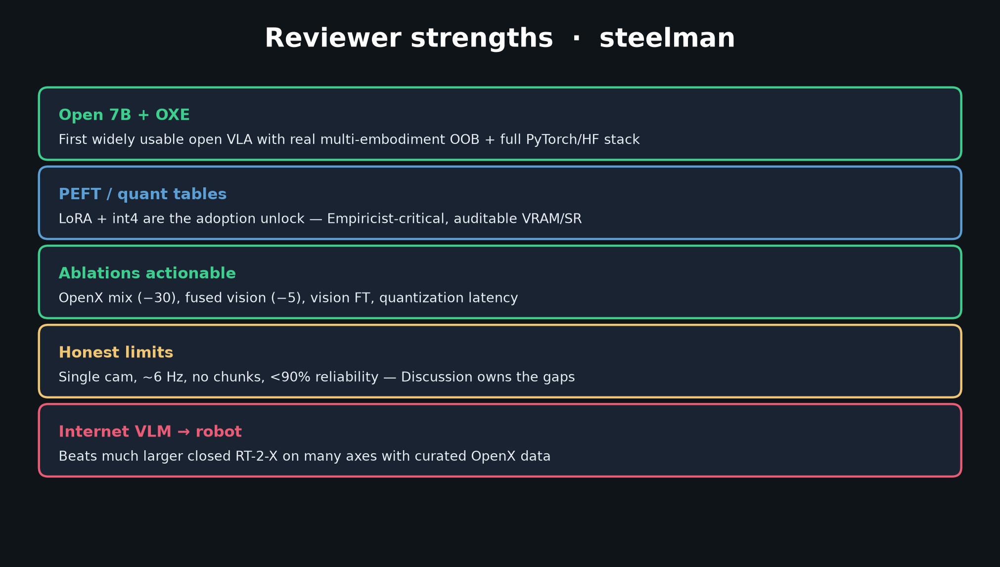 Reviewer strengths · steelman
Open 7B + OXE
First widely usable open VLA with real multi-embodiment OOB + full PyTorch/HF stack
PEFT / quant tables
LoRA + int4 are the adoption unlock — Empiricist-critical, auditable VRAM/SR
Ablations actionable
OpenX mix (−30), fused vision (−5), vision FT, quantization latency
Honest limits
Single cam, ~6 Hz, no chunks, <90% reliability — Discussion owns the gaps
Internet VLM → robot
Beats much larger closed RT-2-X on many axes with curated OpenX data